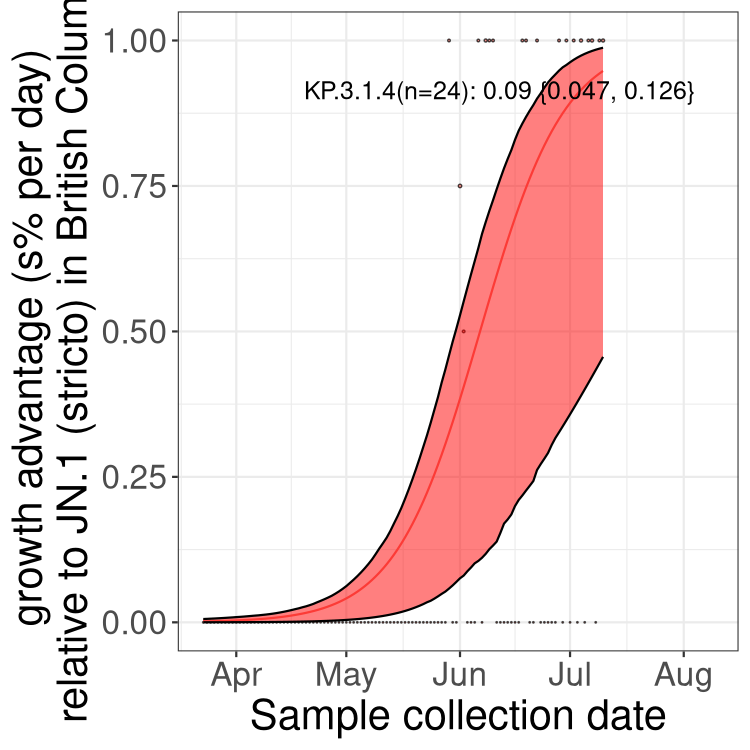 growth advantage (s% per day)
relative to JN.1 (stricto) in British Colum
1.00
0.75
0.50
0.25
0.00
KP.3.1.4(n=24): 0.09 {0.047, 0.126}
Apr May Jun Jul Aug
Sample collection date